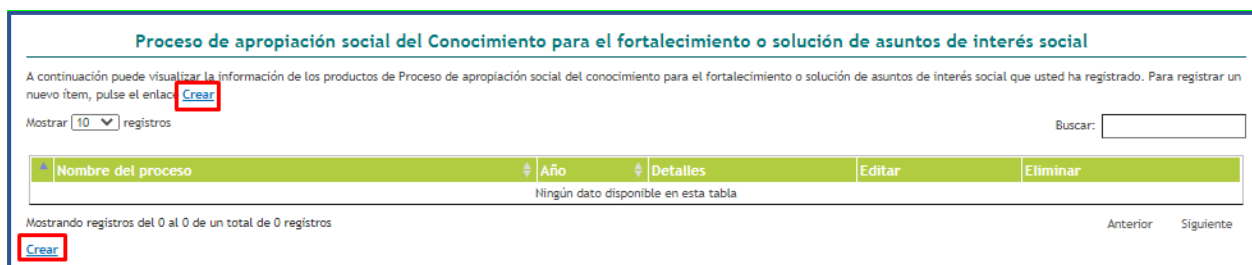 Proceso de apropiación social del Conocimiento para el fortalecimiento o solución de asuntos de interés social
A continuación puede visualizar la información de los productos de Proceso de apropiación social del conocimiento para el fortalecimiento o solución de asuntos de interés social que usted ha registrado. Para registrar un
nuevo ítem, pulse el enlace Crear
Mostrar 10 registros Buscar:
Nombre del proceso Año Detalles Editar Eliminar
Ningún dato disponible en esta tabla
Mostrando registros del 0 al 0 de un total de 0 registros Anterior Siguiente
Crear